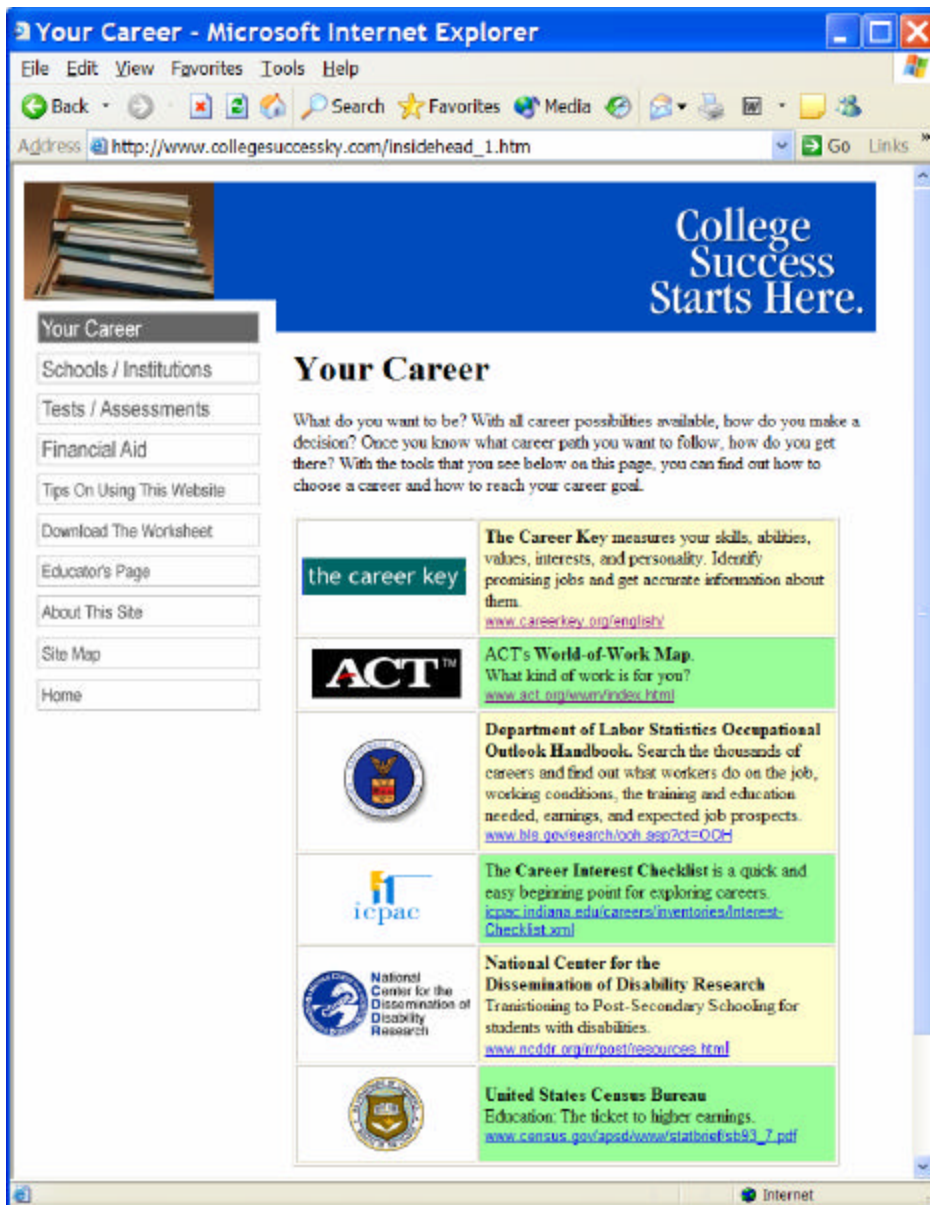 Your Career - Microsoft Internet Explorer
File Edit View Favorites Tools Help
Back Search Favorites Media
Address http://www.collegesuccessky.com/insidehead_1.htm Go Links
College
Success
Starts Here.
Your Career
Schools / Institutions
Tests / Assessments
Financial Aid
Tips On Using This Website
Download The Worksheet
Educator's Page
About This Site
Site Map
Home
Your Career
What do you want to be? With all career possibilities available, how do you make a
decision? Once you know what career path you want to follow, how do you get
there? With the tools that you see below on this page, you can find out how to
choose a career and how to reach your career goal.
the career key
The Career Key measures your skills, abilities,
values, interests, and personality. Identify
promising jobs and get accurate information about
them.
www.careerkey.org/english/
ACT™
ACT's World-of-Work Map.
What kind of work is for you?
www.act.org/wwm/index.html
Department of Labor Statistics Occupational
Outlook Handbook. Search the thousands of
careers and find out what workers do on the job,
working conditions, the training and education
needed, earnings, and expected job prospects.
www.bls.gov/search/ooh.asp?ct=OOH
icpac
The Career Interest Checklist is a quick and
easy beginning point for exploring careers.
icpac.indiana.edu/careers/inventories/Interest-
Checklist.xml
National
Center for the
Dissemination of
Disability
Research
National Center for the
Dissemination of Disability Research
Tranistioning to Post-Secondary Schooling for
students with disabilities.
www.ncddr.org/rr/post/resources.html
United States Census Bureau
Education: The ticket to higher earnings.
www.census.gov/apsd/www/statbrief/sb93_7.pdf
Internet